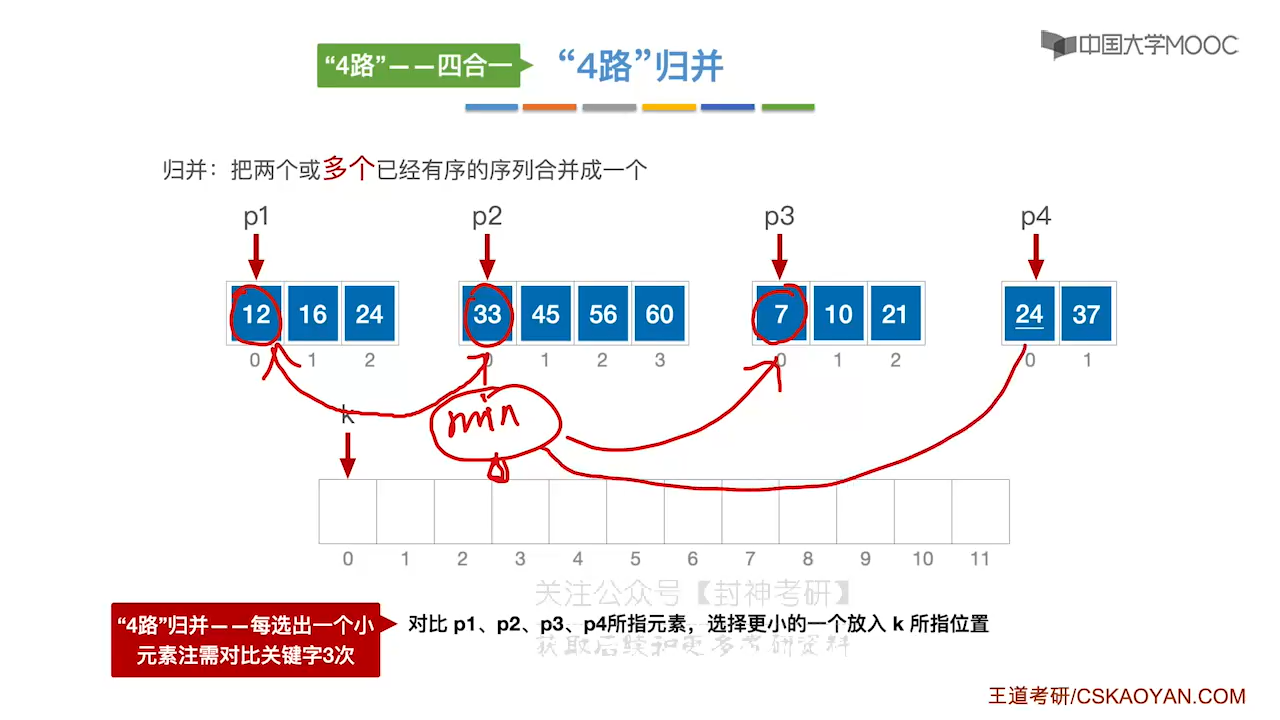 中国大学MOOC
“4路”——四合一
“4路”归并
归并：把两个或多个已经有序的序列合并成一个
p1 p2 p3 p4
12 16 24 33 45 56 60 7 10 21 24 37
0 1 2 0 1 2 3 0 1 2 0 1
k
min
0 1 2 3 4 5 6 7 8 9 10 11
关注公众号【封神考研】
“4路”归并——每选出一个小
元素注需对比关键字3次
对比 p1、p2、p3、p4所指元素，选择更小的一个放入 k 所指位置
获取后续和更多考研资料
王道考研/CSKAOYAN.COM